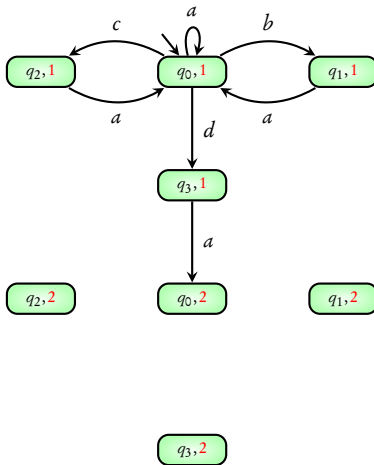 a
c b
q₂,1 q₀,1 q₁,1
a a
d
q₃,1
a
q₂,2 q₀,2 q₁,2
q₃,2